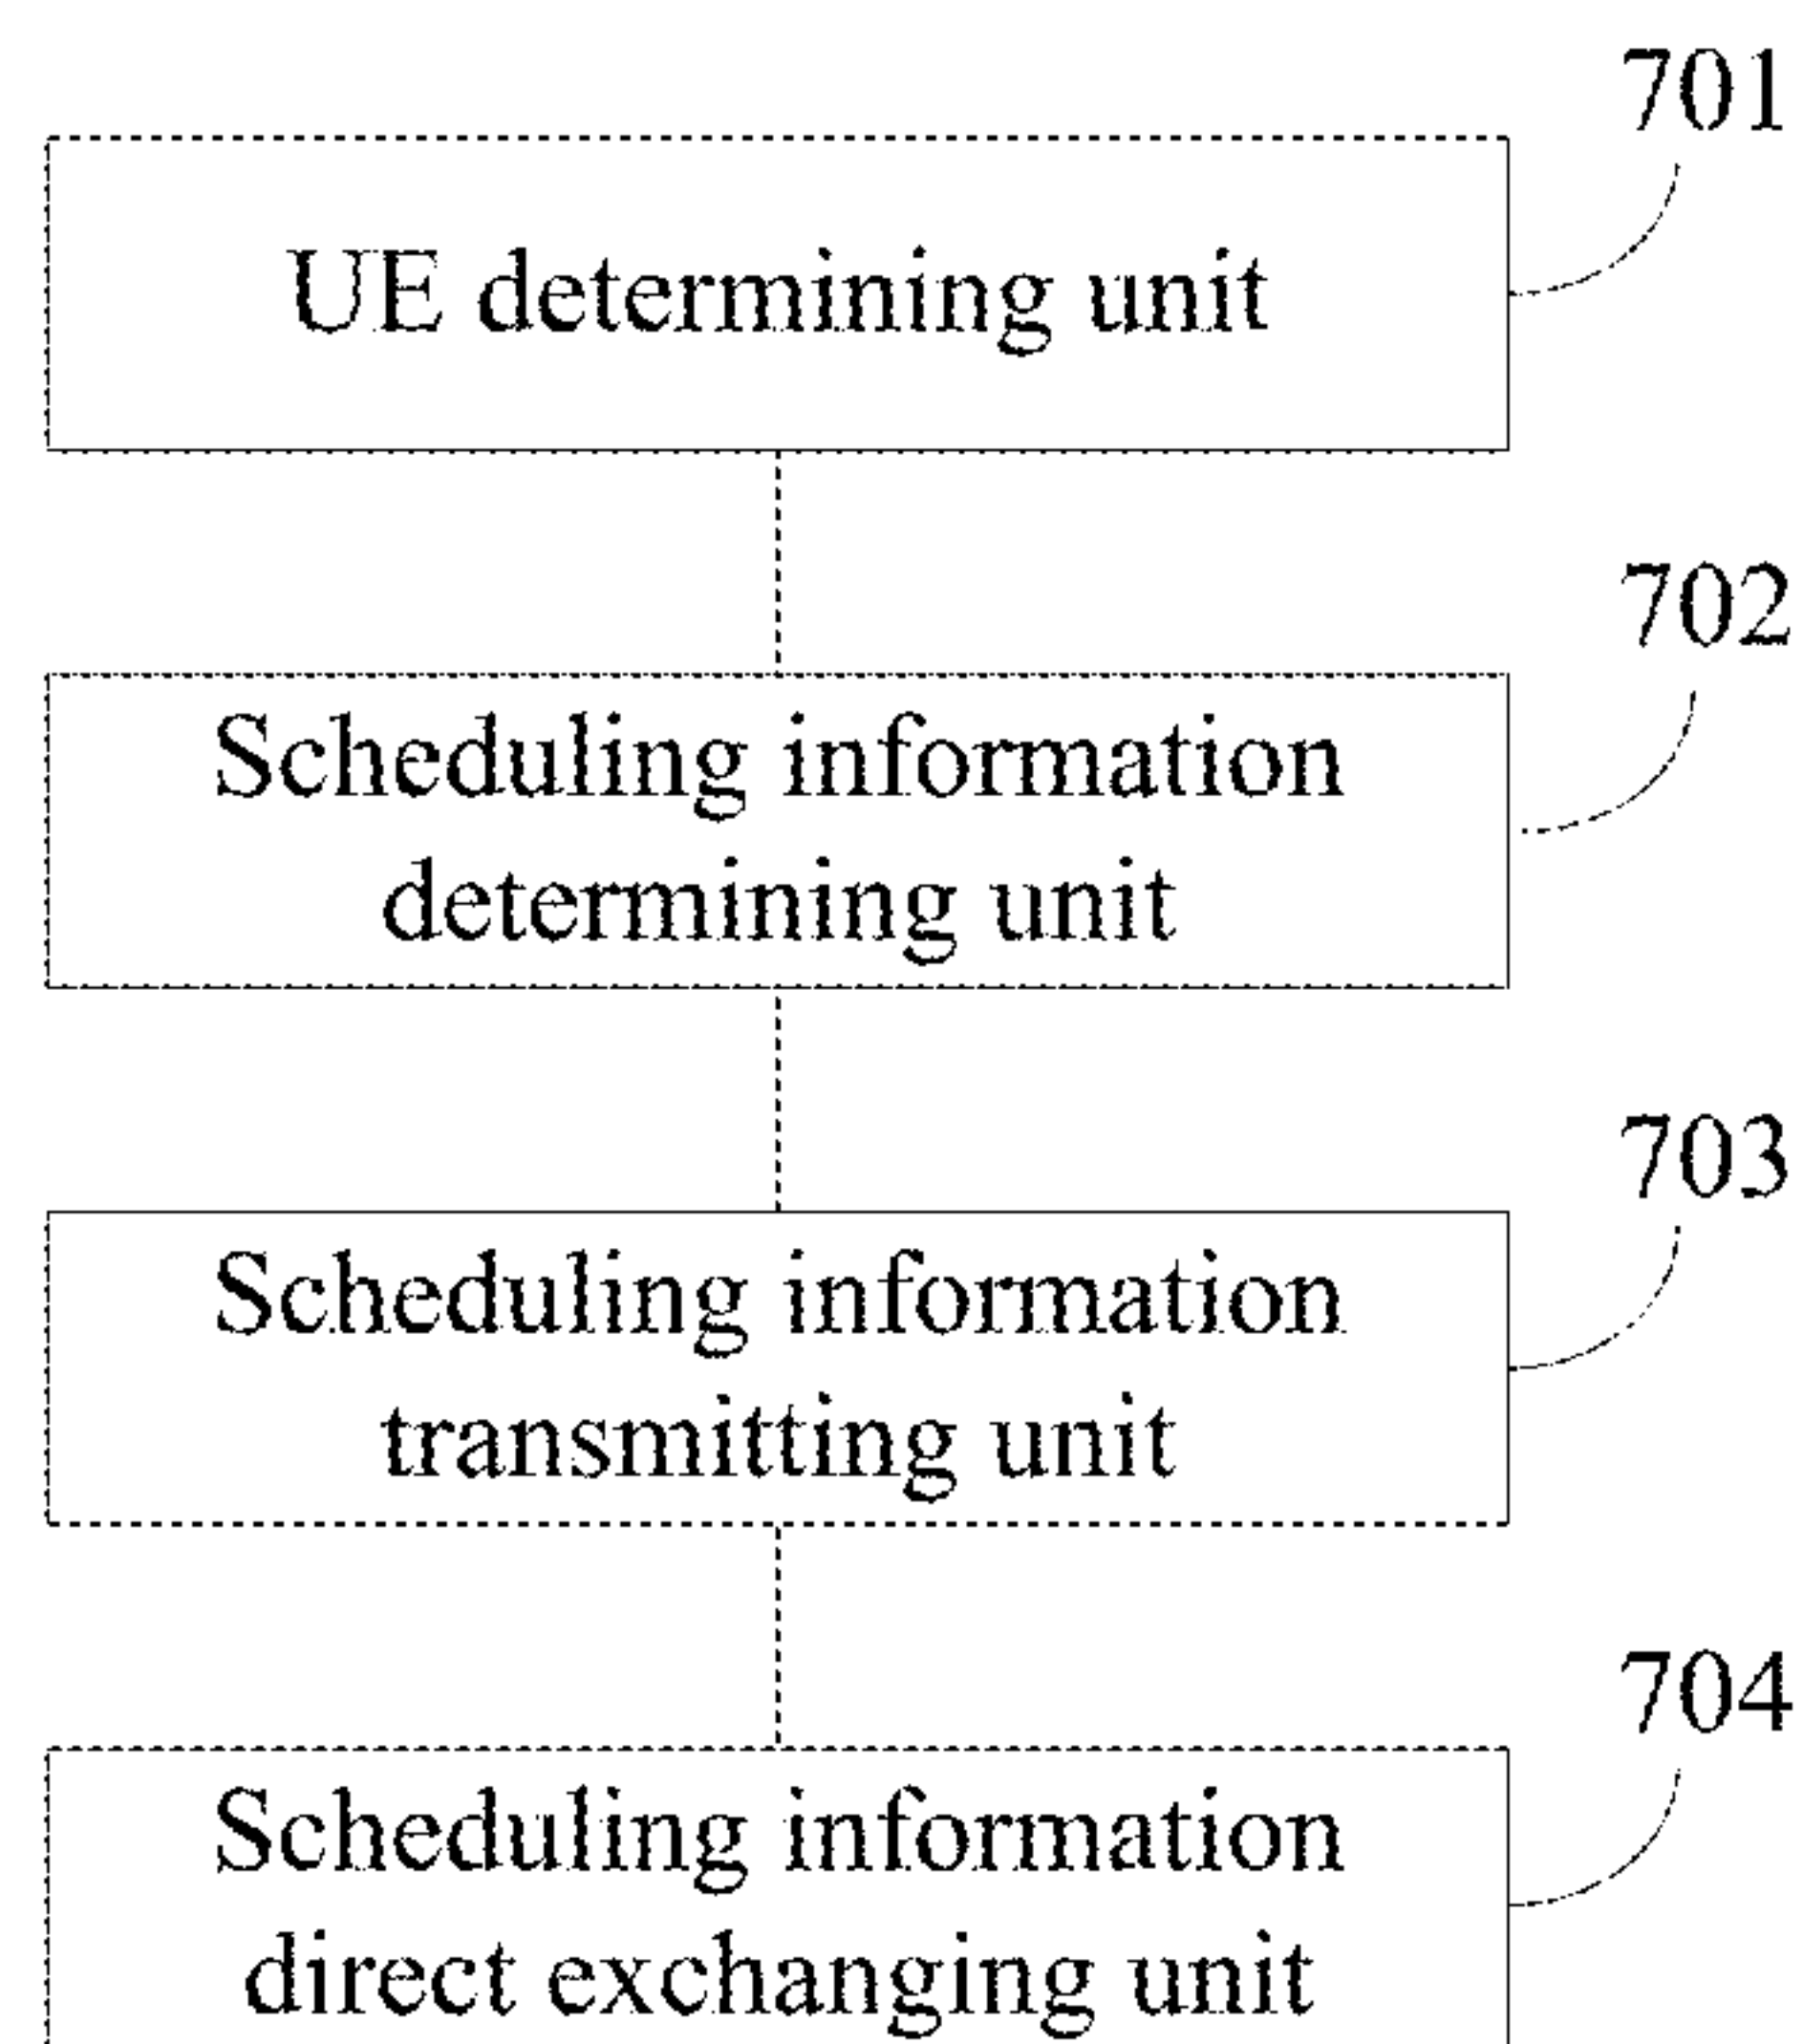 701
UE determining unit
702
Scheduling information
determining unit
703
Scheduling information
transmitting unit
704
Scheduling information
direct exchanging unit